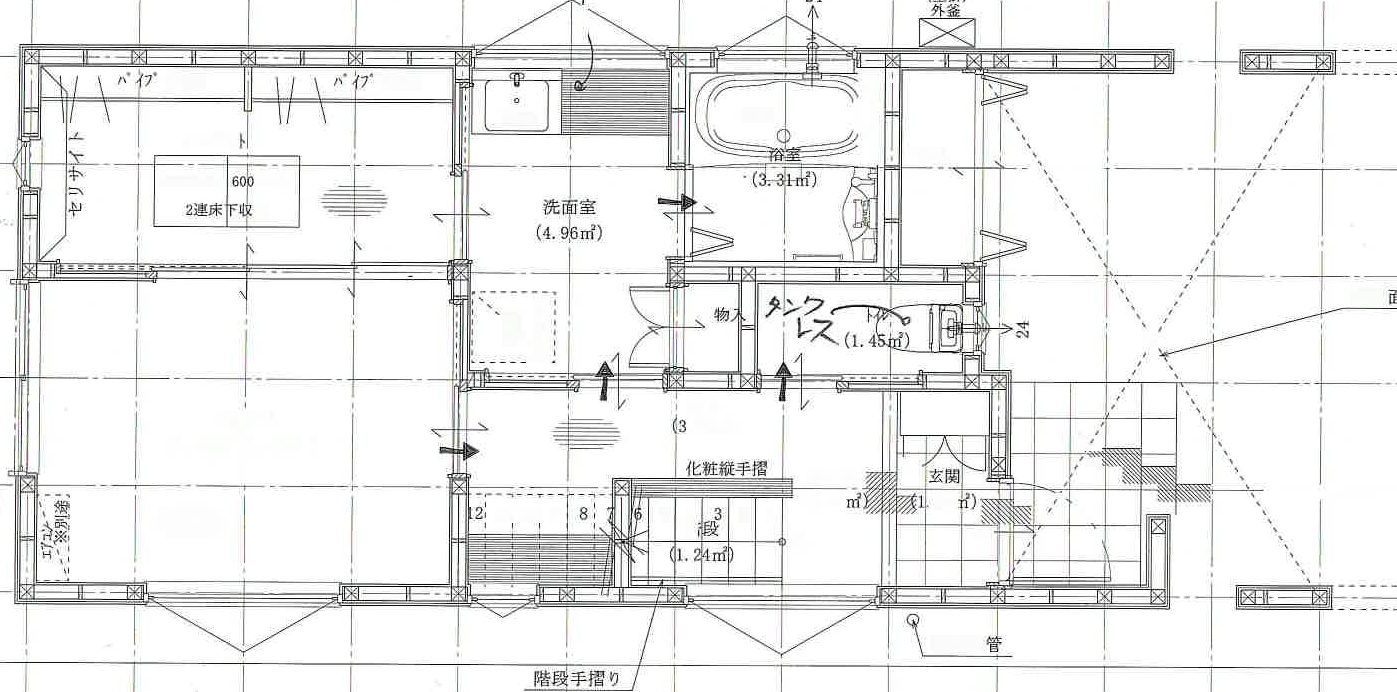 外釜
パイプ
パイプ
セリサイト
ト
600
2連床下収
洗面室
(4.96㎡)
浴室
(3.31㎡)
物入
タンク
レス
トイレ
(1.45㎡)
24
(3
化粧縦手摺
玄関
㎡)
(1.
㎡)
エアコン
※別途
12
8
7
6
3
段
(1.24㎡)
管
階段手摺り